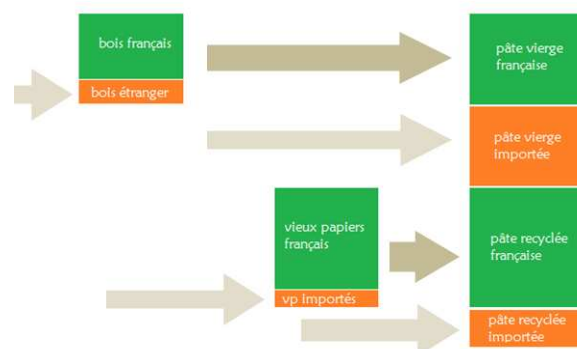 bois français
bois étranger
pâte vierge
française
pâte vierge
importée
vieux papiers
français
vp importés
pâte recyclée
française
pâte recyclée
importée